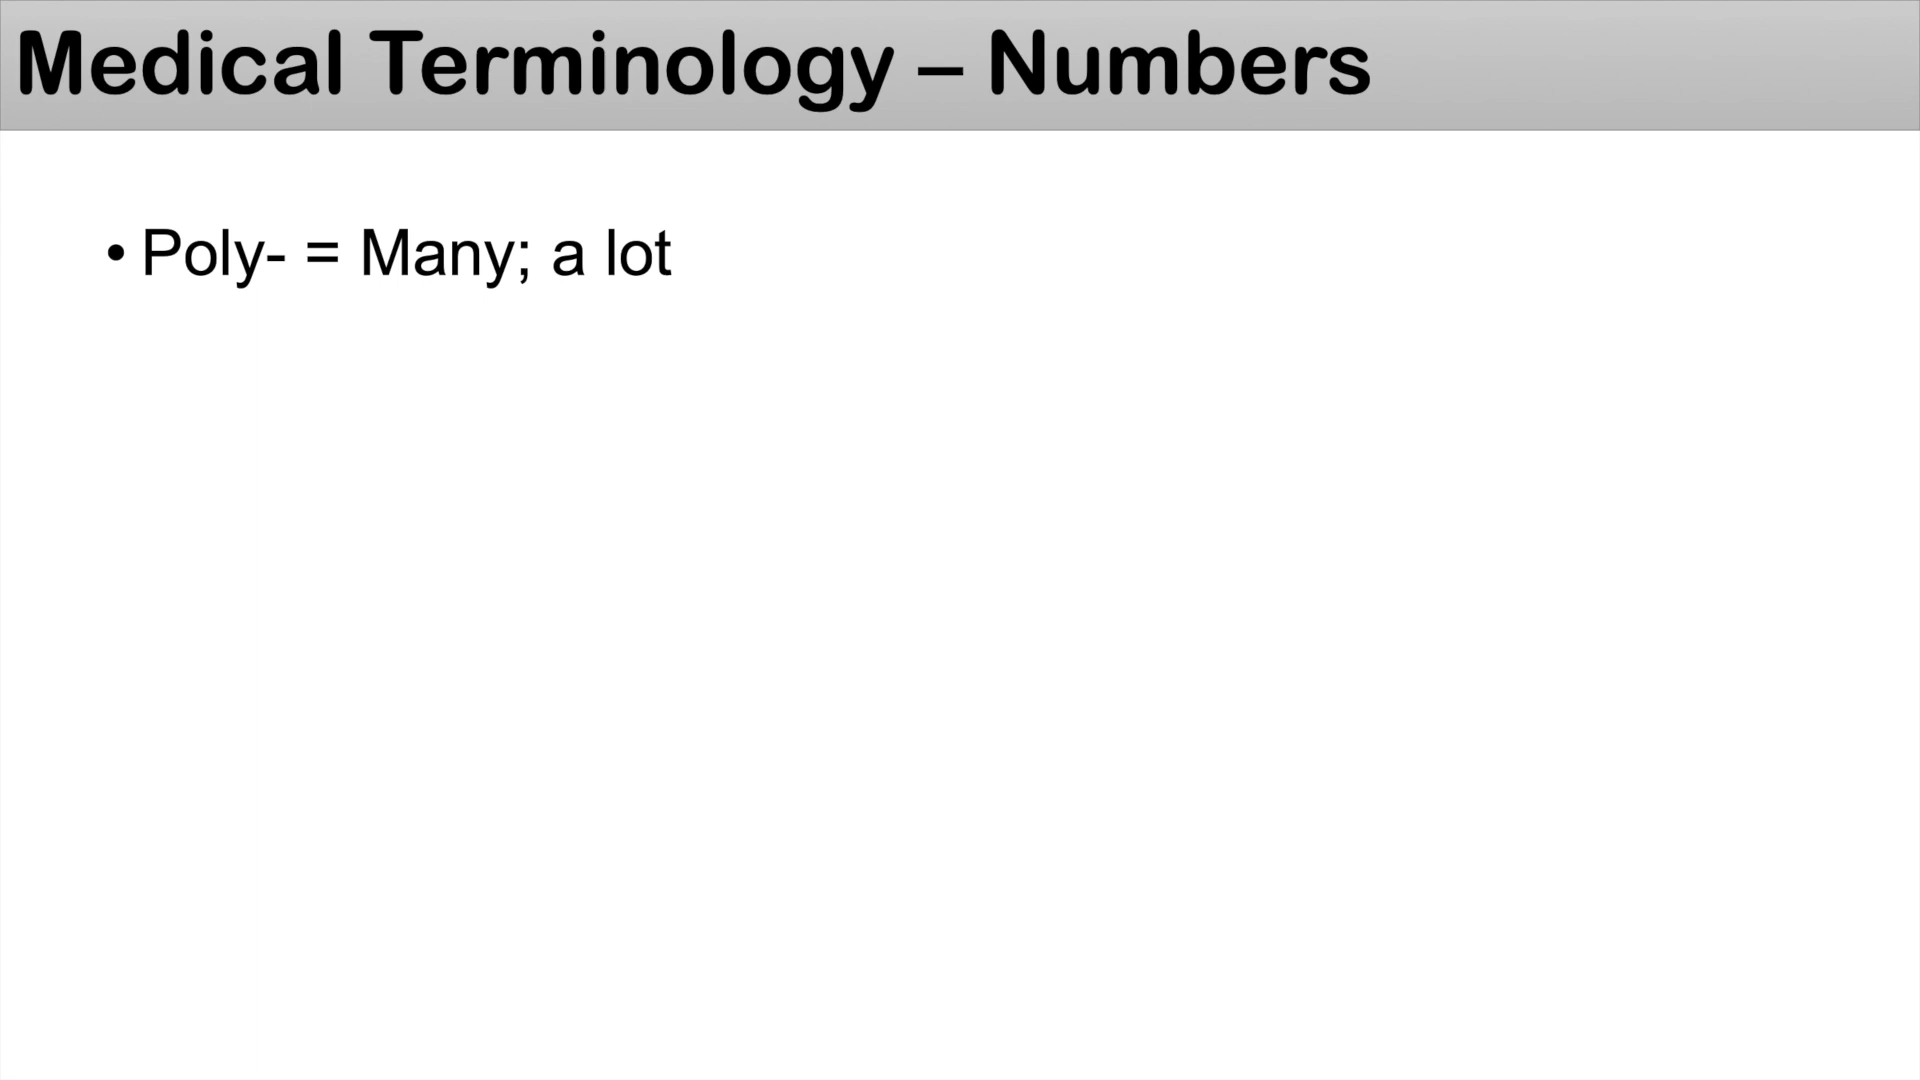 Medical Terminology – Numbers
• Poly- = Many; a lot